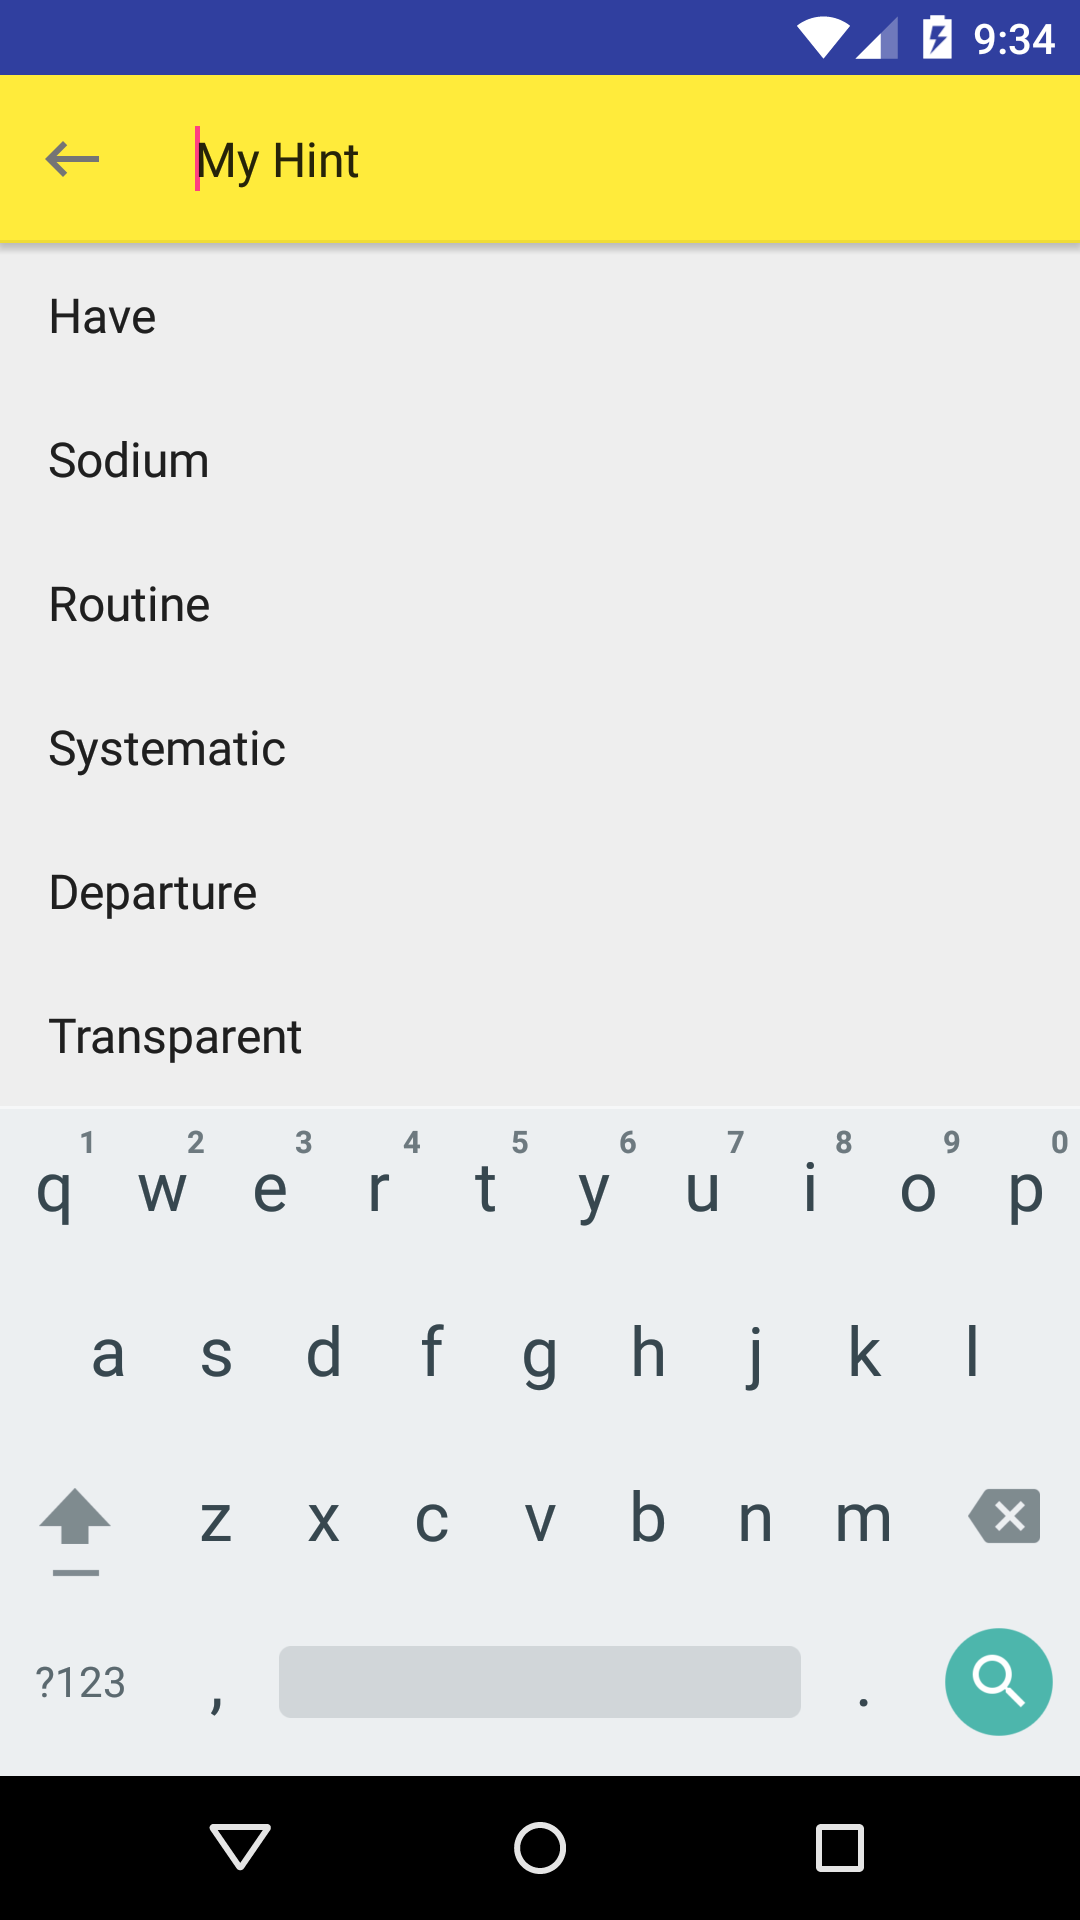 9:34
My Hint
Have
Sodium
Routine
Systematic
Departure
Transparent
1 2 3 4 5 6 7 8 9 0
q w e r t y u i o p
a s d f g h j k l
z x c v b n m
?123 , .